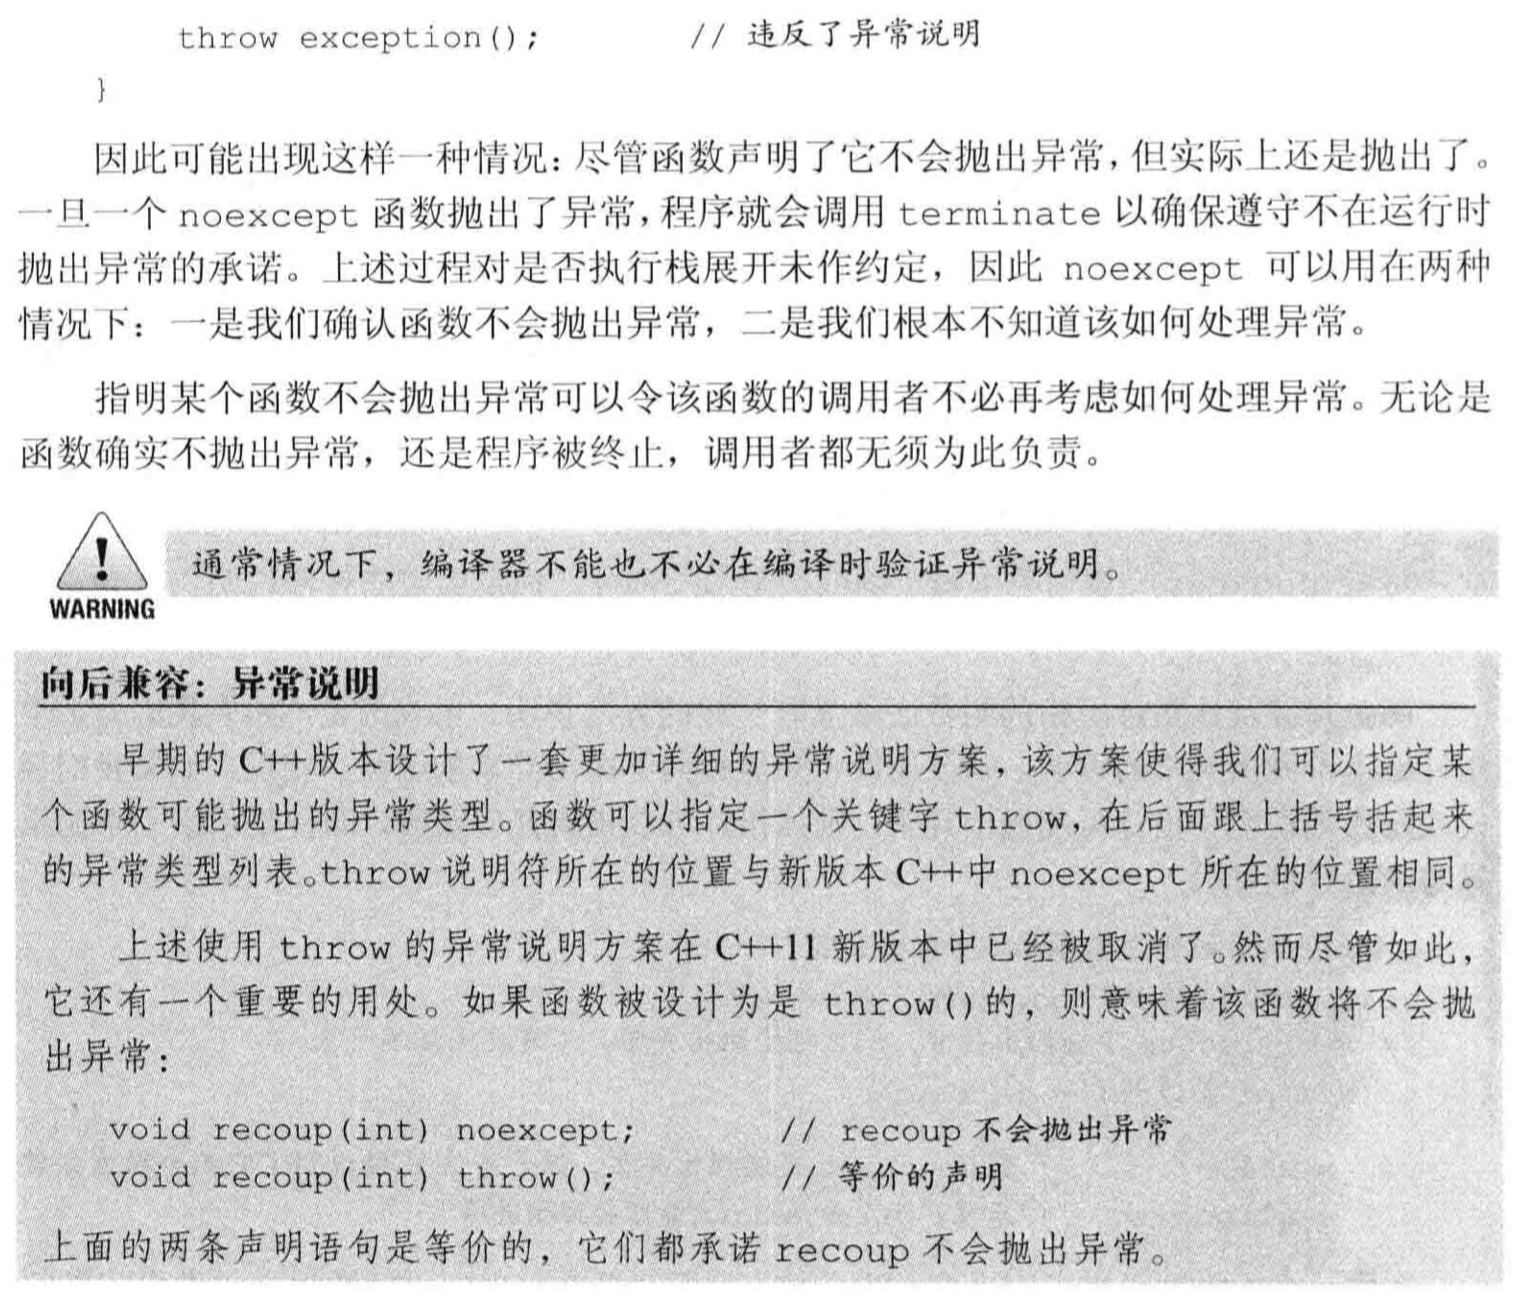 throw exception(); // 违反了异常说明
}
因此可能出现这样一种情况：尽管函数声明了它不会抛出异常，但实际上还是抛出了。
一旦一个 noexcept 函数抛出了异常，程序就会调用 terminate 以确保遵守不在运行时
抛出异常的承诺。上述过程对是否执行栈展开未作约定，因此 noexcept 可以用在两种
情况下：一是我们确认函数不会抛出异常，二是我们根本不知道该如何处理异常。
指明某个函数不会抛出异常可以令该函数的调用者不必再考虑如何处理异常。无论是
函数确实不抛出异常，还是程序被终止，调用者都无须为此负责。
通常情况下，编译器不能也不必在编译时验证异常说明。
WARNING
向后兼容：异常说明
早期的 C++版本设计了一套更加详细的异常说明方案，该方案使得我们可以指定某
个函数可能抛出的异常类型。函数可以指定一个关键字 throw，在后面跟上括号括起来
的异常类型列表。throw 说明符所在的位置与新版本 C++中 noexcept 所在的位置相同。
上述使用 throw 的异常说明方案在 C++11 新版本中已经被取消了。然而尽管如此，
它还有一个重要的用处。如果函数被设计为是 throw()的，则意味着该函数将不会抛
出异常：
void recoup(int) noexcept; // recoup 不会抛出异常
void recoup(int) throw(); // 等价的声明
上面的两条声明语句是等价的，它们都承诺 recoup 不会抛出异常。